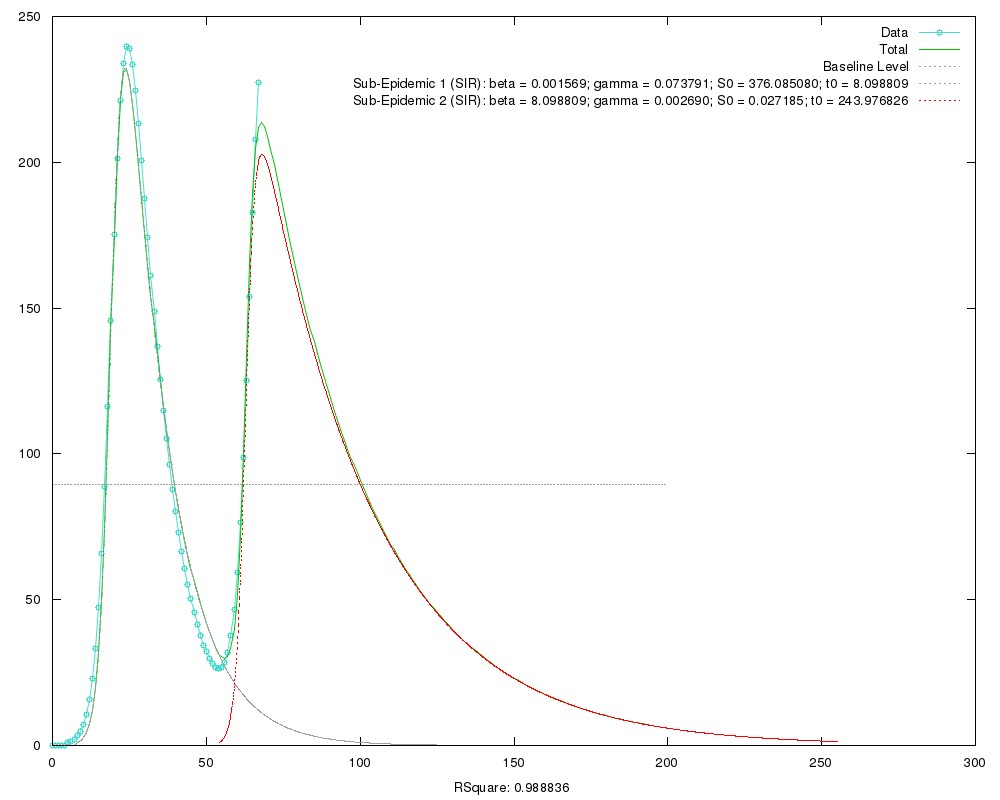 250
200
150
100
50
0
Data
Total
Baseline Level
Sub-Epidemic 1 (SIR): beta = 0.001569; gamma = 0.073791; S0 = 376.085080; t0 = 8.098809
Sub-Epidemic 2 (SIR): beta = 8.098809; gamma = 0.002690; S0 = 0.027185; t0 = 243.976826
0 50 100 150 200 250 300
RSquare: 0.988836